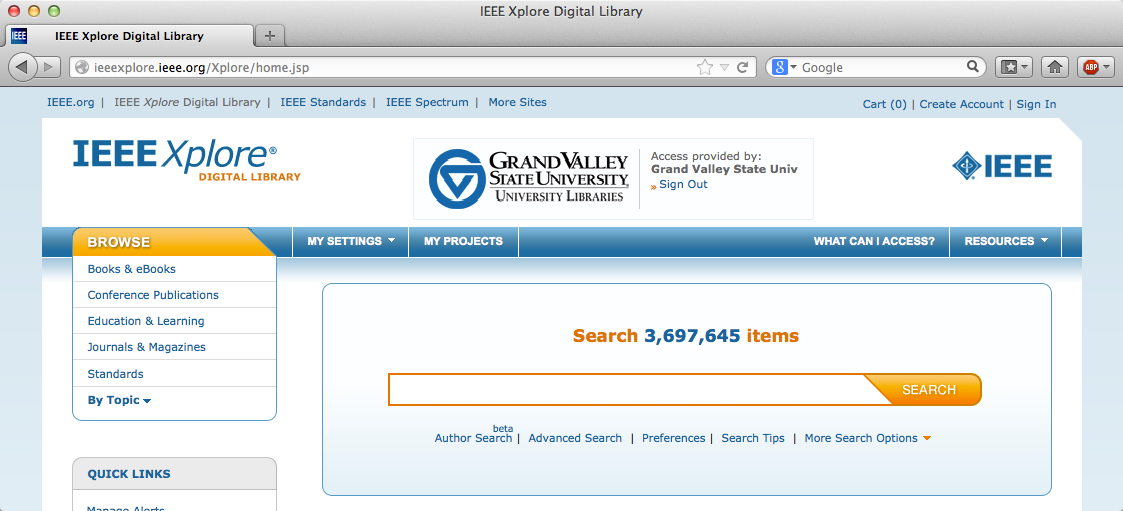 IEEE Xplore Digital Library
IEEE IEEE Xplore Digital Library
ieeexplore.ieee.org/Xplore/home.jsp
8 Google
ABP
IEEE.org | IEEE Xplore Digital Library | IEEE Standards | IEEE Spectrum | More Sites
Cart (0) | Create Account | Sign In
IEEE Xplore®
DIGITAL LIBRARY
GRAND VALLEY
STATE UNIVERSITY
UNIVERSITY LIBRARIES
Access provided by:
Grand Valley State Univ
» Sign Out
IEEE
BROWSE
MY SETTINGS
MY PROJECTS
WHAT CAN I ACCESS?
RESOURCES
Books & eBooks
Conference Publications
Education & Learning
Journals & Magazines
Standards
By Topic
Search 3,697,645 items
SEARCH
beta
Author Search | Advanced Search | Preferences | Search Tips | More Search Options
QUICK LINKS
Manage Alerts